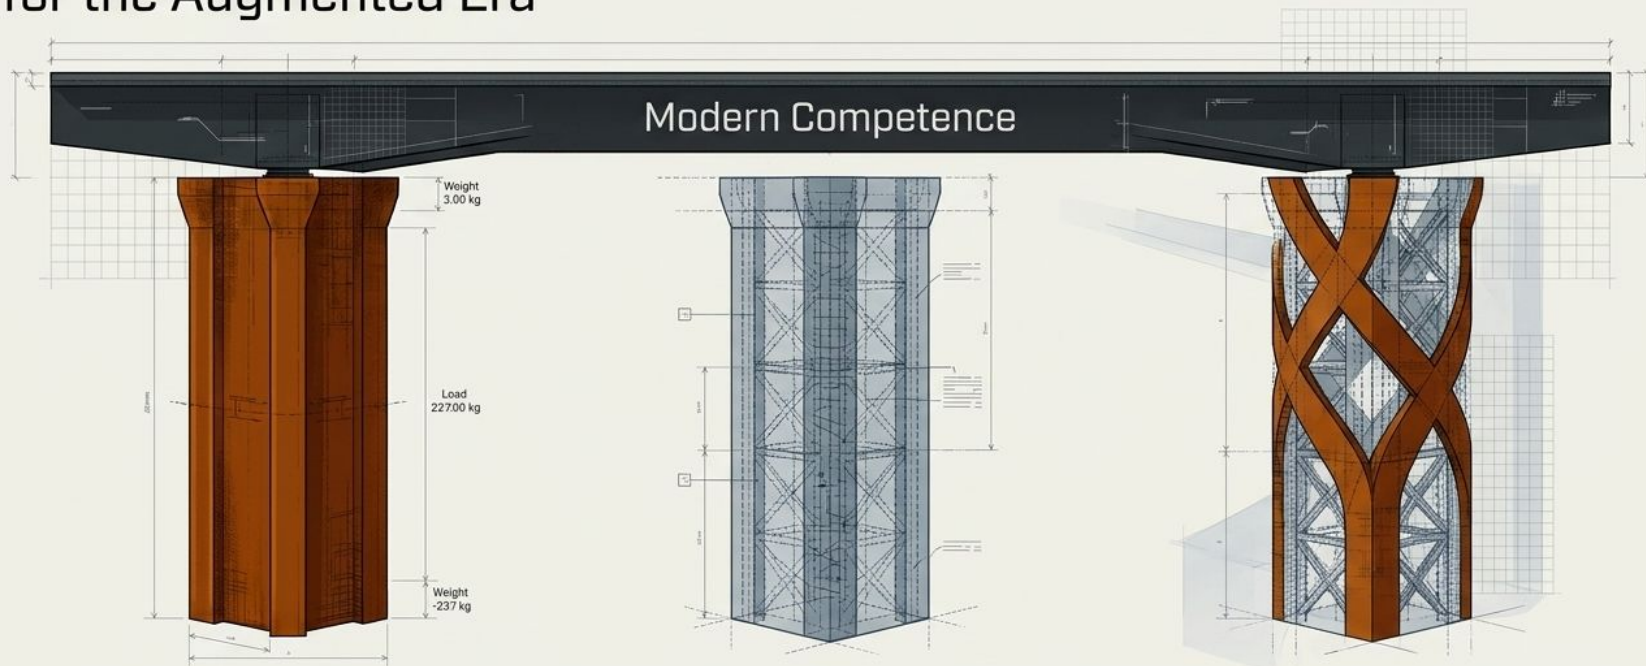 for the Augmented Era
Modern Competence
Weight
3.00 kg
Load
227.00 kg
Weight
-237 kg